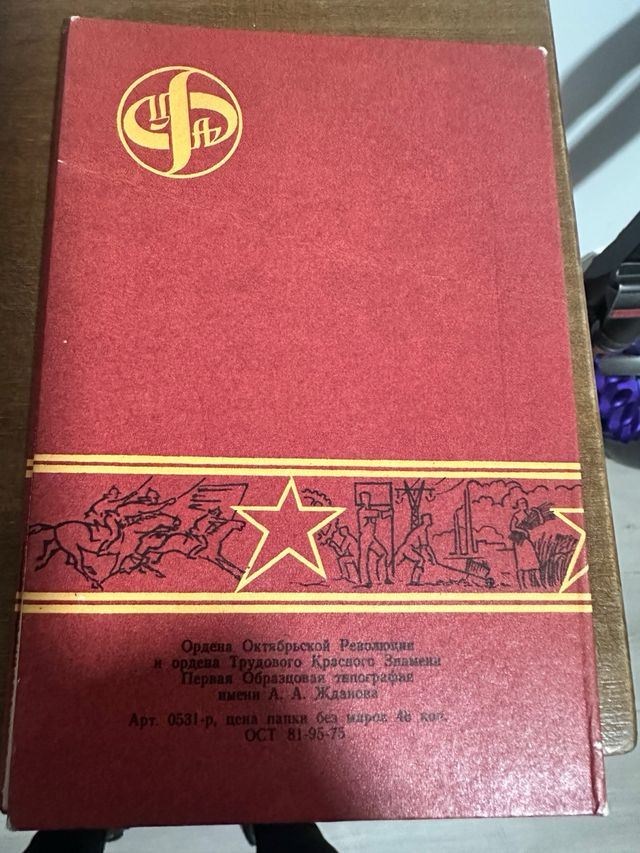 ЦФА
Ордена Октябрьской Революции
и ордена Трудового Красного Знамени
Первая Образцовая типография
имени А. А. Жданова
Арт. 0531-р, цена папки без марок 48 коп.
ОСТ 81-95-75